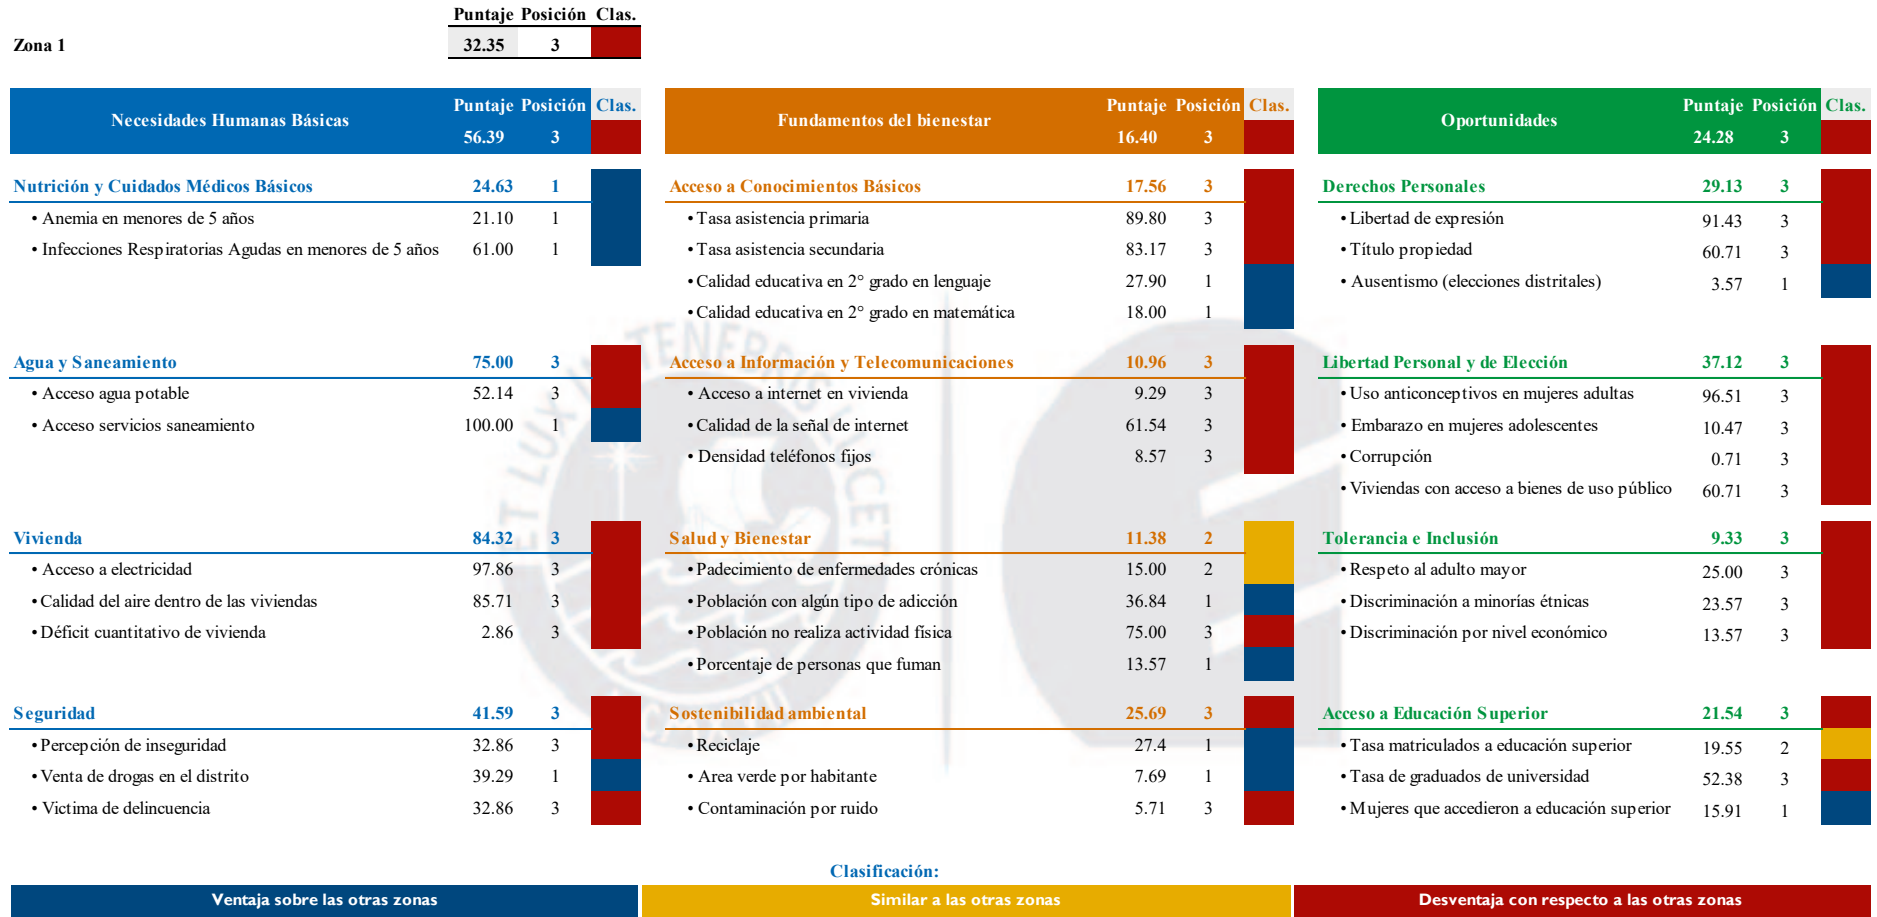 Puntaje Posición Clas.
Zona 1 32.35 3
Necesidades Humanas Básicas Puntaje Posición Clas.
56.39 3
Nutrición y Cuidados Médicos Básicos 24.63 1
• Anemia en menores de 5 años 21.10 1
• Infecciones Respiratorias Agudas en menores de 5 años 61.00 1
Agua y Saneamiento 75.00 3
• Acceso agua potable 52.14 3
• Acceso servicios saneamiento 100.00 1
Vivienda 84.32 3
• Acceso a electricidad 97.86 3
• Calidad del aire dentro de las viviendas 85.71 3
• Déficit cuantitativo de vivienda 2.86 3
Seguridad 41.59 3
• Percepción de inseguridad 32.86 3
• Venta de drogas en el distrito 39.29 1
• Victima de delincuencia 32.86 3
Fundamentos del bienestar Puntaje Posición Clas.
16.40 3
Acceso a Conocimientos Básicos 17.56 3
• Tasa asistencia primaria 89.80 3
• Tasa asistencia secundaria 83.17 3
• Calidad educativa en 2° grado en lenguaje 27.90 1
• Calidad educativa en 2° grado en matemática 18.00 1
Acceso a Información y Telecomunicaciones 10.96 3
• Acceso a internet en vivienda 9.29 3
• Calidad de la señal de internet 61.54 3
• Densidad teléfonos fijos 8.57 3
Salud y Bienestar 11.38 2
• Padecimiento de enfermedades crónicas 15.00 2
• Población con algún tipo de adicción 36.84 1
• Población no realiza actividad física 75.00 3
• Porcentaje de personas que fuman 13.57 1
Sostenibilidad ambiental 25.69 3
• Reciclaje 27.4 1
• Area verde por habitante 7.69 1
• Contaminación por ruido 5.71 3
Oportunidades Puntaje Posición Clas.
24.28 3
Derechos Personales 29.13 3
• Libertad de expresión 91.43 3
• Título propiedad 60.71 3
• Ausentismo (elecciones distritales) 3.57 1
Libertad Personal y de Elección 37.12 3
• Uso anticonceptivos en mujeres adultas 96.51 3
• Embarazo en mujeres adolescentes 10.47 3
• Corrupción 0.71 3
• Viviendas con acceso a bienes de uso público 60.71 3
Tolerancia e Inclusión 9.33 3
• Respeto al adulto mayor 25.00 3
• Discriminación a minorías étnicas 23.57 3
• Discriminación por nivel económico 13.57 3
Acceso a Educación Superior 21.54 3
• Tasa matriculados a educación superior 19.55 2
• Tasa de graduados de universidad 52.38 3
• Mujeres que accedieron a educación superior 15.91 1
Clasificación:
Ventaja sobre las otras zonas
Similar a las otras zonas
Desventaja con respecto a las otras zonas
ET LUX IN TENEBRIS LUCET